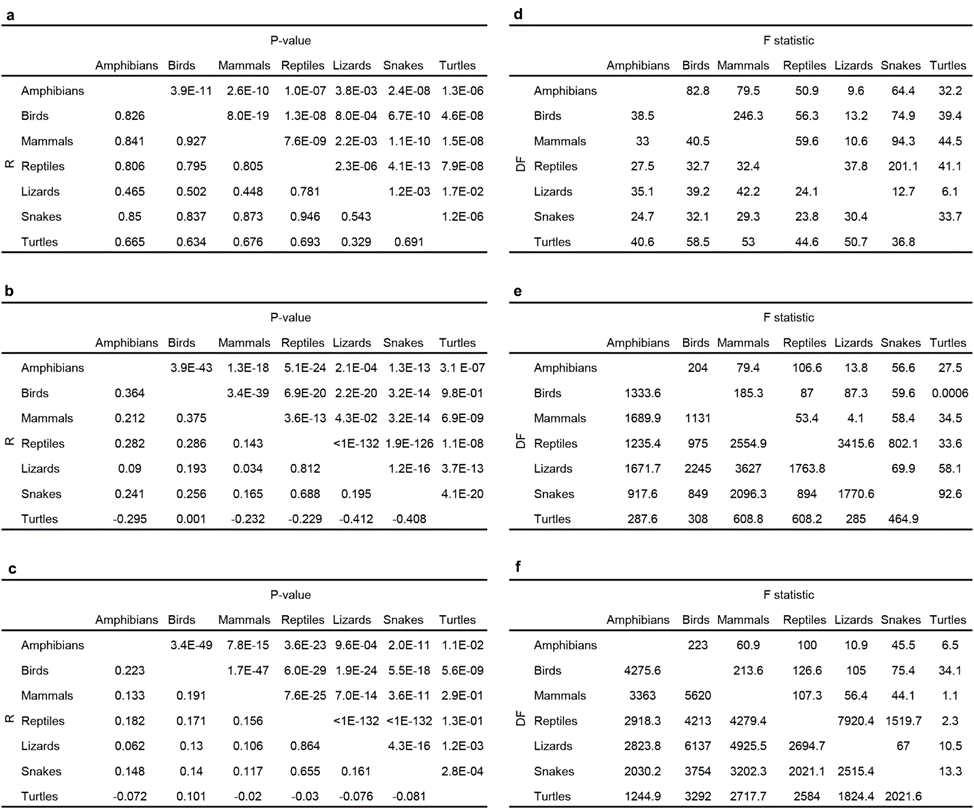 a
P-value
Amphibians Birds Mammals Reptiles Lizards Snakes Turtles
Amphibians 3.9E-11 2.6E-10 1.0E-07 3.8E-03 2.4E-08 1.3E-06
Birds 0.826 8.0E-19 1.3E-08 8.0E-04 6.7E-10 4.6E-08
Mammals 0.841 0.927 7.6E-09 2.2E-03 1.1E-10 1.5E-08
R
Reptiles 0.806 0.795 0.805 2.3E-06 4.1E-13 7.9E-08
Lizards 0.465 0.502 0.448 0.781 1.2E-03 1.7E-02
Snakes 0.85 0.837 0.873 0.946 0.543 1.2E-06
Turtles 0.665 0.634 0.676 0.693 0.329 0.691
b
P-value
Amphibians Birds Mammals Reptiles Lizards Snakes Turtles
Amphibians 3.9E-43 1.3E-18 5.1E-24 2.1E-04 1.3E-13 3.1 E-07
Birds 0.364 3.4E-39 6.9E-20 2.2E-20 3.2E-14 9.8E-01
Mammals 0.212 0.375 3.6E-13 4.3E-02 3.2E-14 6.9E-09
R
Reptiles 0.282 0.286 0.143 <1E-132 1.9E-126 1.1E-08
Lizards 0.09 0.193 0.034 0.812 1.2E-16 3.7E-13
Snakes 0.241 0.256 0.165 0.688 0.195 4.1E-20
Turtles -0.295 0.001 -0.232 -0.229 -0.412 -0.408
c
P-value
Amphibians Birds Mammals Reptiles Lizards Snakes Turtles
Amphibians 3.4E-49 7.8E-15 3.6E-23 9.6E-04 2.0E-11 1.1E-02
Birds 0.223 1.7E-47 6.0E-29 1.9E-24 5.5E-18 5.6E-09
Mammals 0.133 0.191 7.6E-25 7.0E-14 3.6E-11 2.9E-01
R
Reptiles 0.182 0.171 0.156 <1E-132 <1E-132 1.3E-01
Lizards 0.062 0.13 0.106 0.864 4.3E-16 1.2E-03
Snakes 0.148 0.14 0.117 0.655 0.161 2.8E-04
Turtles -0.072 0.101 -0.02 -0.03 -0.076 -0.081
d
F statistic
Amphibians Birds Mammals Reptiles Lizards Snakes Turtles
Amphibians 82.8 79.5 50.9 9.6 64.4 32.2
Birds 38.5 246.3 56.3 13.2 74.9 39.4
Mammals 33 40.5 59.6 10.6 94.3 44.5
DF
Reptiles 27.5 32.7 32.4 37.8 201.1 41.1
Lizards 35.1 39.2 42.2 24.1 12.7 6.1
Snakes 24.7 32.1 29.3 23.8 30.4 33.7
Turtles 40.6 58.5 53 44.6 50.7 36.8
e
F statistic
Amphibians Birds Mammals Reptiles Lizards Snakes Turtles
Amphibians 204 79.4 106.6 13.8 56.6 27.5
Birds 1333.6 185.3 87 87.3 59.6 0.0006
Mammals 1689.9 1131 53.4 4.1 58.4 34.5
DF
Reptiles 1235.4 975 2554.9 3415.6 802.1 33.6
Lizards 1671.7 2245 3627 1763.8 69.9 58.1
Snakes 917.6 849 2096.3 894 1770.6 92.6
Turtles 287.6 308 608.8 608.2 285 464.9
f
F statistic
Amphibians Birds Mammals Reptiles Lizards Snakes Turtles
Amphibians 223 60.9 100 10.9 45.5 6.5
Birds 4275.6 213.6 126.6 105 75.4 34.1
Mammals 3363 5620 107.3 56.4 44.1 1.1
DF
Reptiles 2918.3 4213 4279.4 7920.4 1519.7 2.3
Lizards 2823.8 6137 4925.5 2694.7 67 10.5
Snakes 2030.2 3754 3202.3 2021.1 2515.4 13.3
Turtles 1244.9 3292 2717.7 2584 1824.4 2021.6